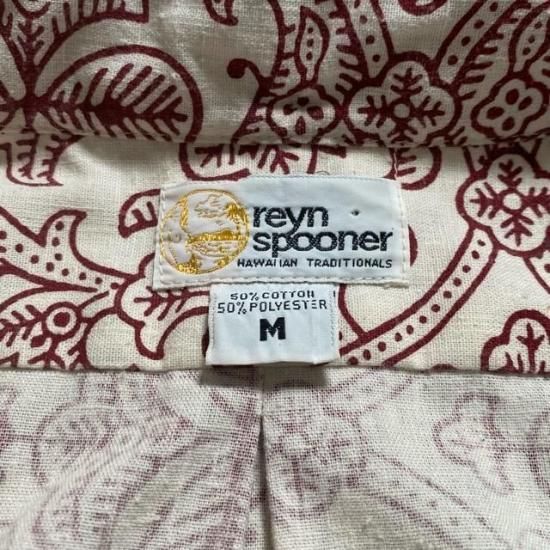 reyn
spooner
HAWAIIAN TRADITIONALS
50% COTTON
50% POLYESTER
M